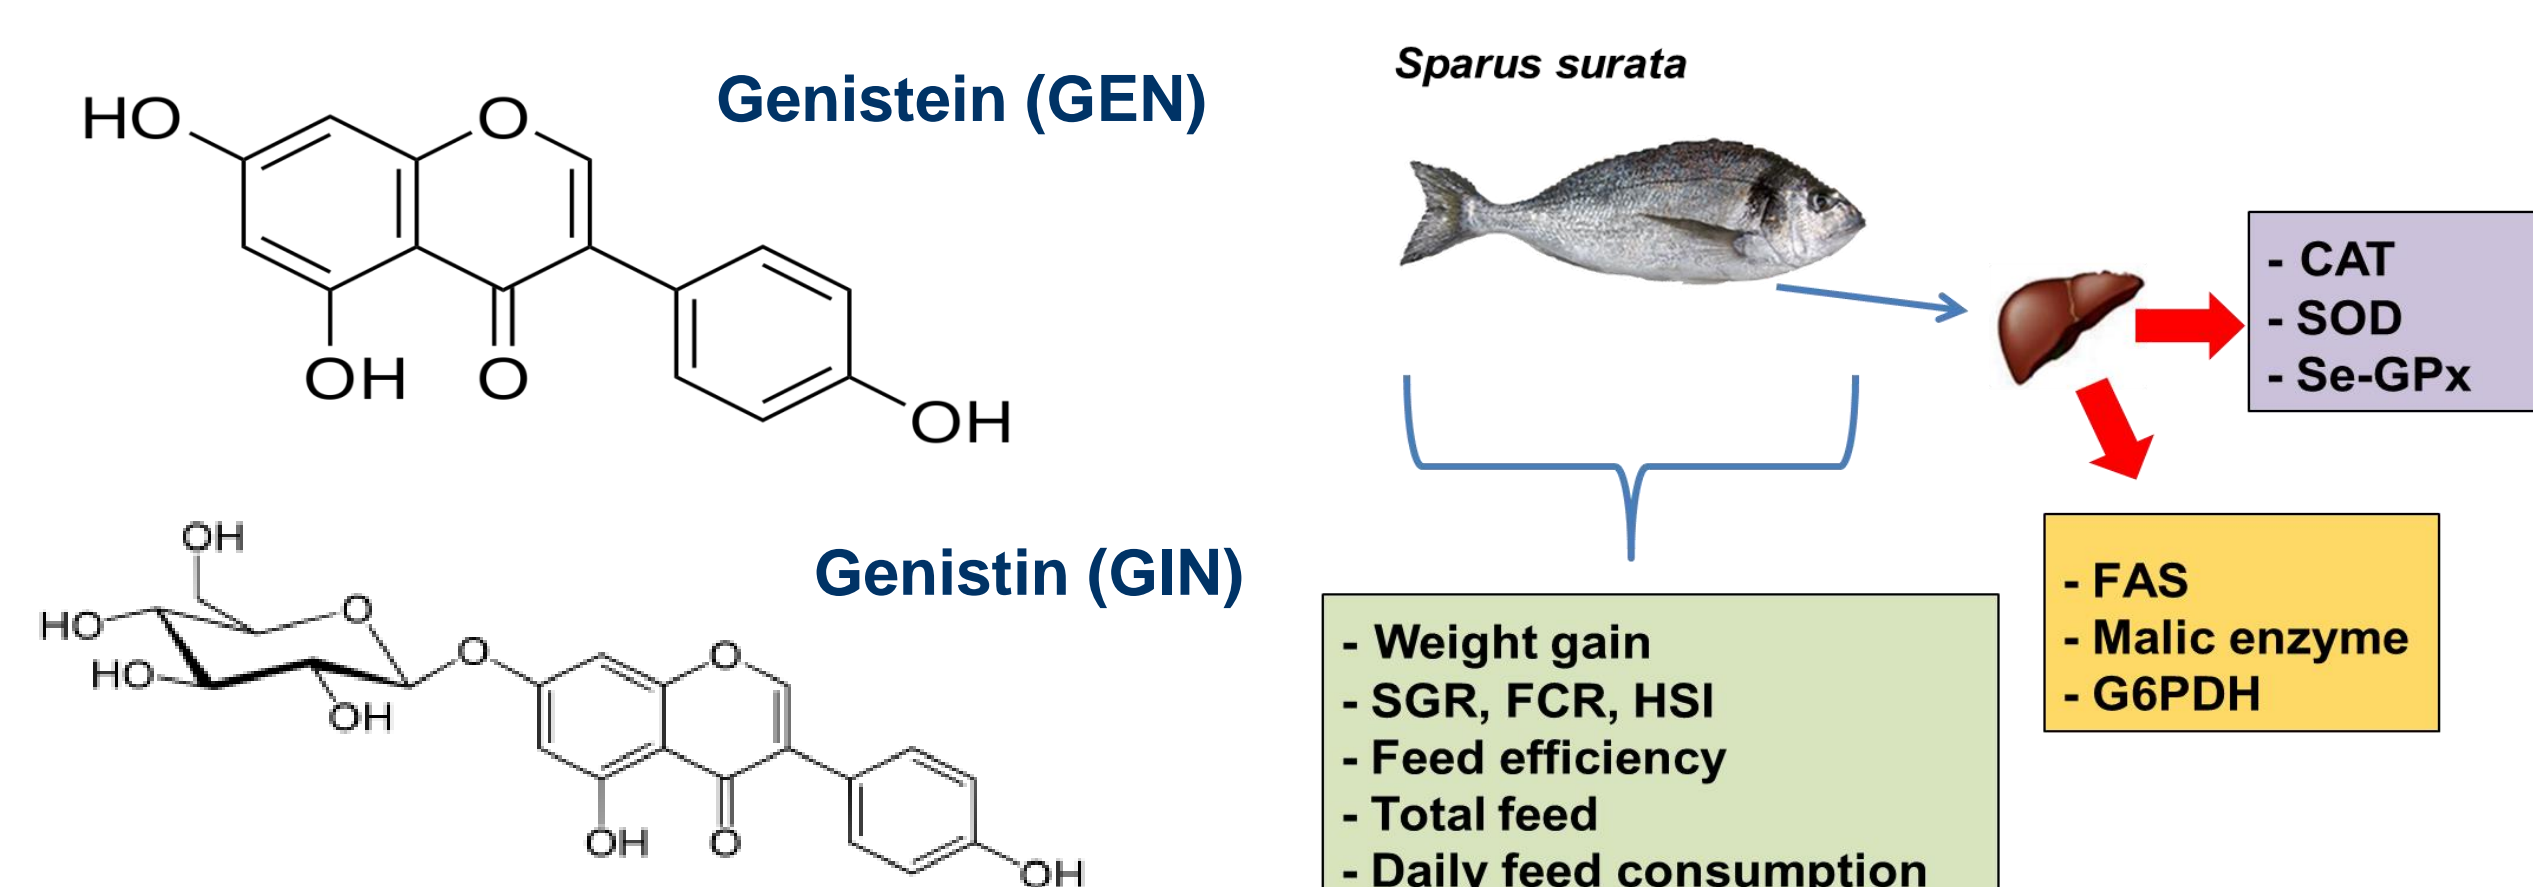 Genistein (GEN)
HO
O
OH
O
OH
Genistin (GIN)
OH
HO
O
HO
OH
O
O
OH
O
OH
Sparus surata
- CAT
- SOD
- Se-GPx
- FAS
- Malic enzyme
- G6PDH
- Weight gain
- SGR, FCR, HSI
- Feed efficiency
- Total feed
- Daily feed consumption